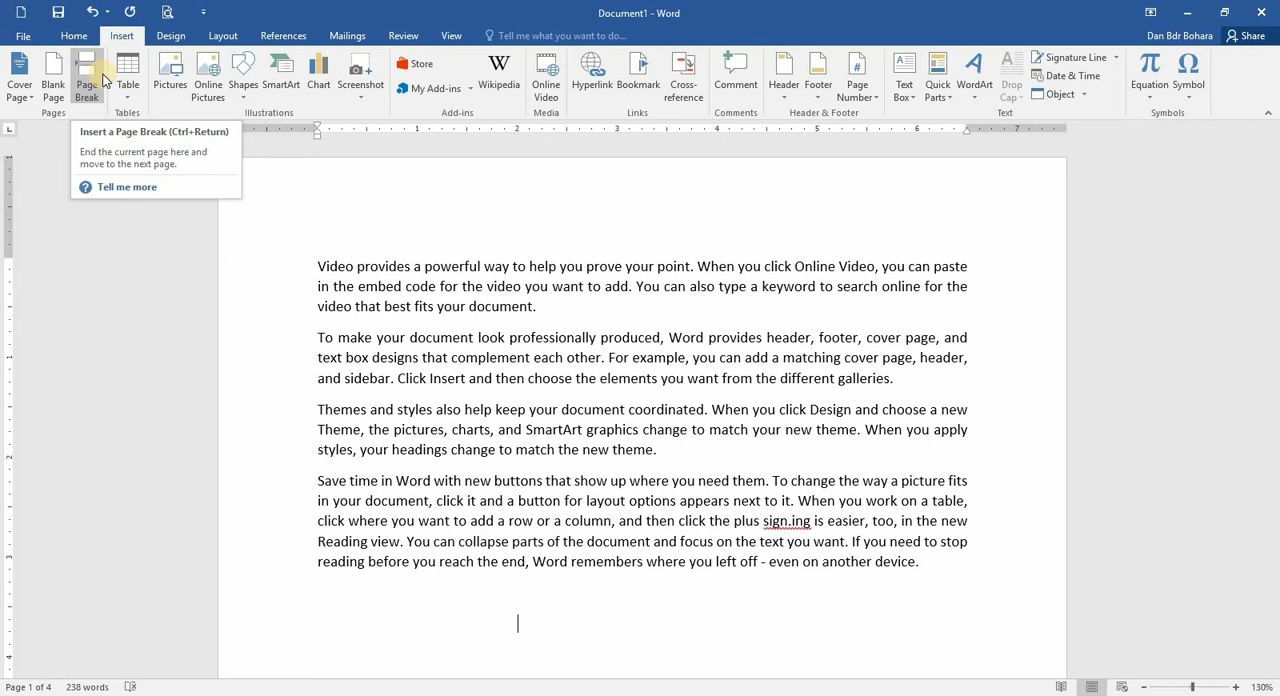 Document1 - Word
File Home Insert Design Layout References Mailings Review View Tell me what you want to do... Dan Bdr Bohara Share
Cover Page Blank Page Page Break Table Pictures Online Pictures Shapes SmartArt Chart Screenshot Store My Add-ins W Wikipedia Online Video Hyperlink Bookmark Cross-reference Comment Header Footer Page Number Text Box Quick Parts WordArt Drop Cap Signature Line Date & Time Object Equation Symbol
Pages Tables Illustrations Add-ins Media Links Comments Header & Footer Text Symbols
1 2 3 4 5 6 7
Insert a Page Break (Ctrl+Return)
End the current page here and
move to the next page.
Tell me more
Video provides a powerful way to help you prove your point. When you click Online Video, you can paste
in the embed code for the video you want to add. You can also type a keyword to search online for the
video that best fits your document.
To make your document look professionally produced, Word provides header, footer, cover page, and
text box designs that complement each other. For example, you can add a matching cover page, header,
and sidebar. Click Insert and then choose the elements you want from the different galleries.
Themes and styles also help keep your document coordinated. When you click Design and choose a new
Theme, the pictures, charts, and SmartArt graphics change to match your new theme. When you apply
styles, your headings change to match the new theme.
Save time in Word with new buttons that show up where you need them. To change the way a picture fits
in your document, click it and a button for layout options appears next to it. When you work on a table,
click where you want to add a row or a column, and then click the plus sign.ing is easier, too, in the new
Reading view. You can collapse parts of the document and focus on the text you want. If you need to stop
reading before you reach the end, Word remembers where you left off - even on another device.
Page 1 of 4 238 words 130%